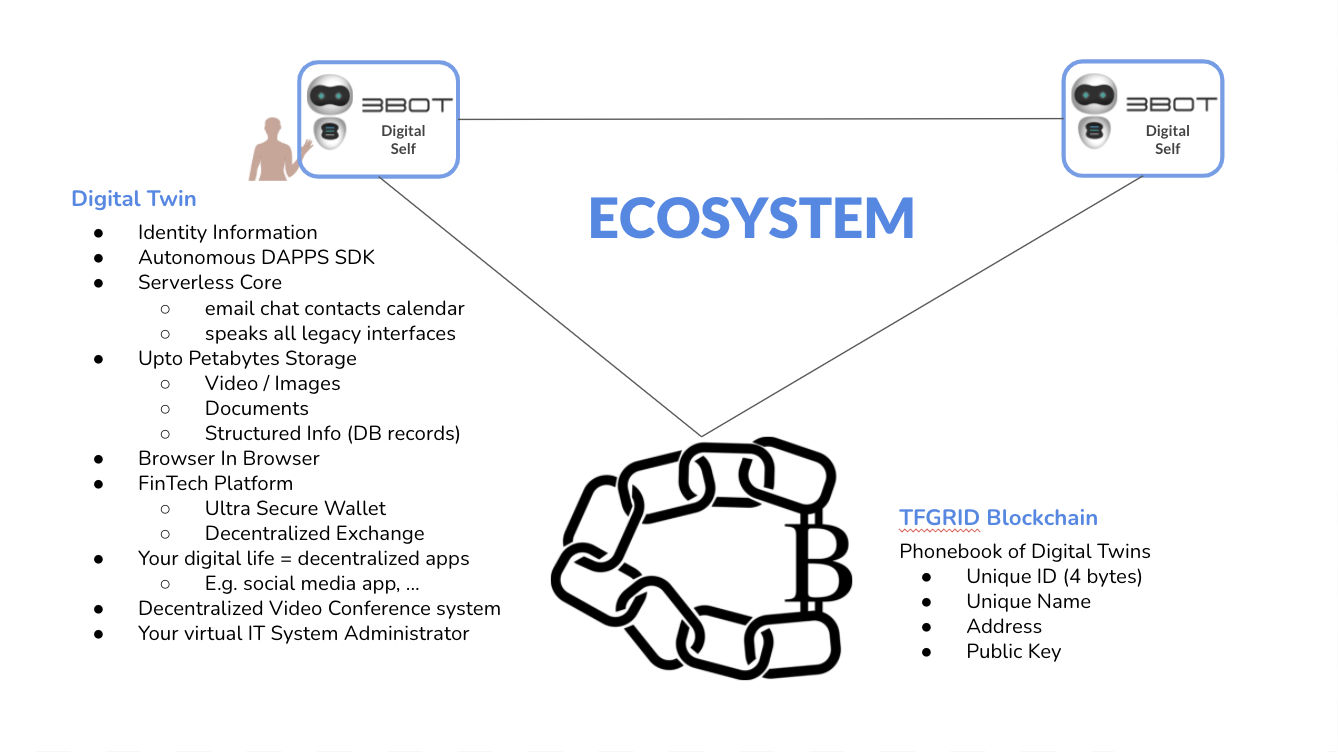 3BOT
Digital
Self
3BOT
Digital
Self
ECOSYSTEM
Digital Twin
● Identity Information
● Autonomous DAPPS SDK
● Serverless Core
○ email chat contacts calendar
○ speaks all legacy interfaces
● Upto Petabytes Storage
○ Video / Images
○ Documents
○ Structured Info (DB records)
● Browser In Browser
● FinTech Platform
○ Ultra Secure Wallet
○ Decentralized Exchange
● Your digital life = decentralized apps
○ E.g. social media app, ...
● Decentralized Video Conference system
● Your virtual IT System Administrator
B
TFGRID Blockchain
Phonebook of Digital Twins
● Unique ID (4 bytes)
● Unique Name
● Address
● Public Key